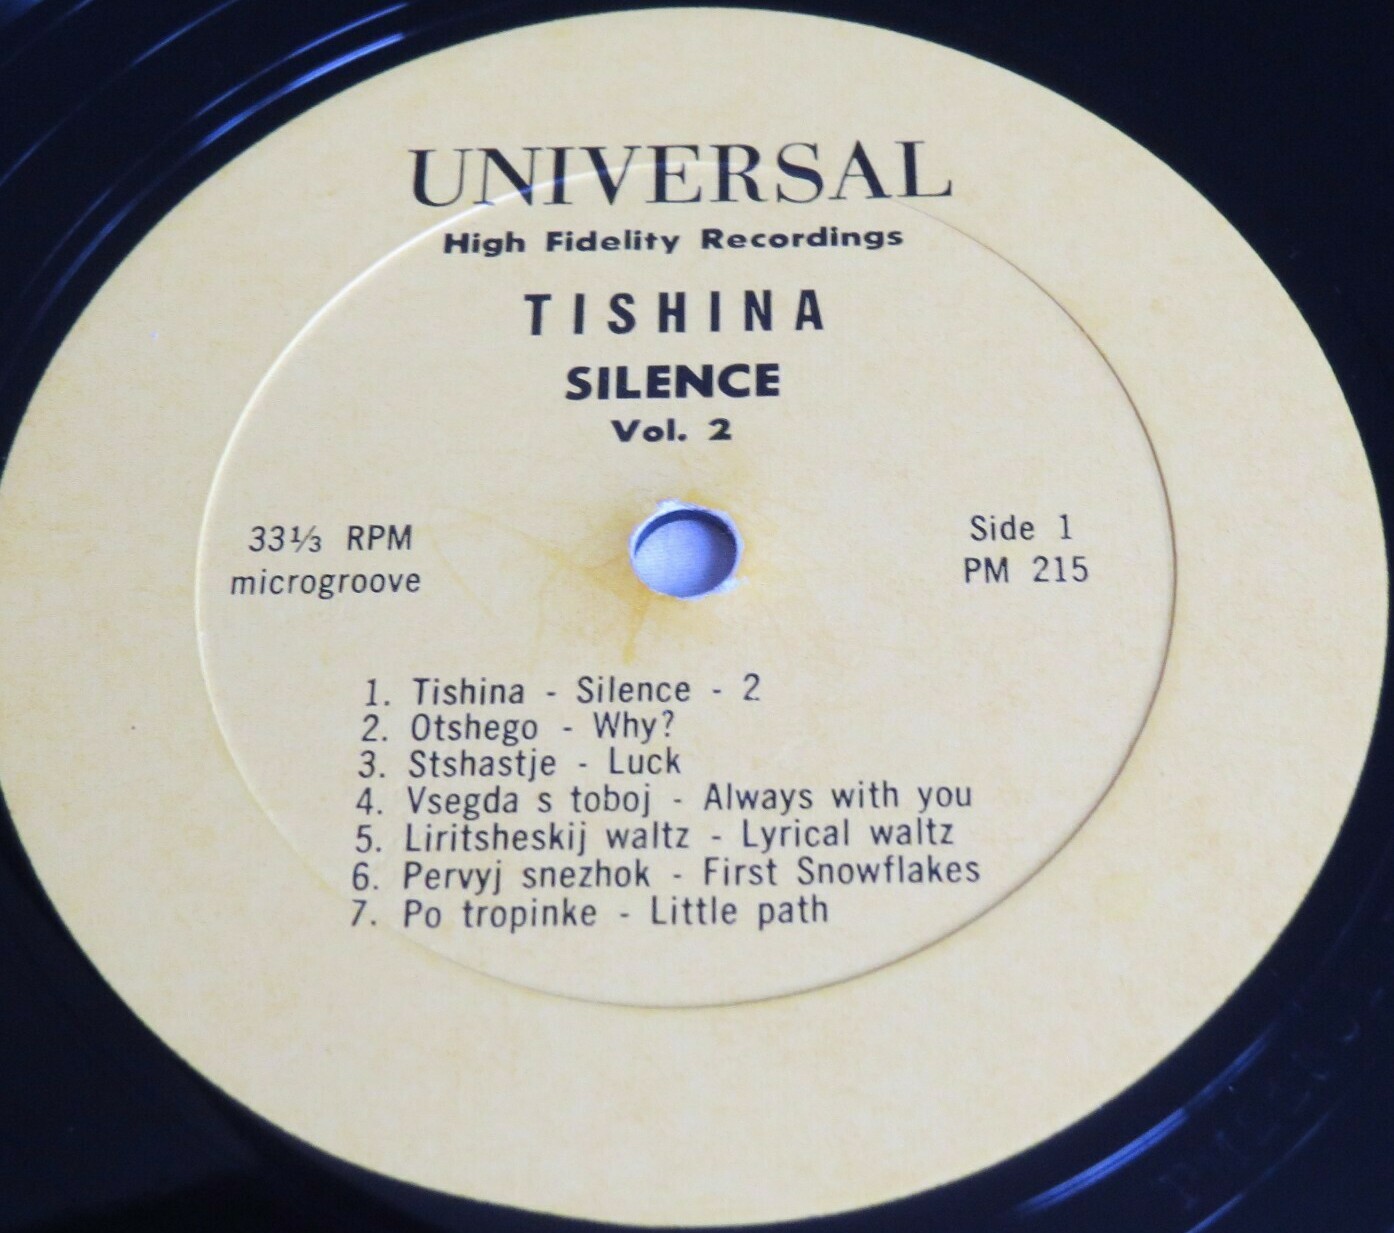 UNIVERSAL
High Fidelity Recordings
TISHINA
SILENCE
Vol. 2
33⅓ RPM
microgroove
Side 1
PM 215
1. Tishina - Silence - 2
2. Otshego - Why?
3. Stshastje - Luck
4. Vsegda s toboj - Always with you
5. Liritsheskij waltz - Lyrical waltz
6. Pervyj snezhok - First Snowflakes
7. Po tropinke - Little path